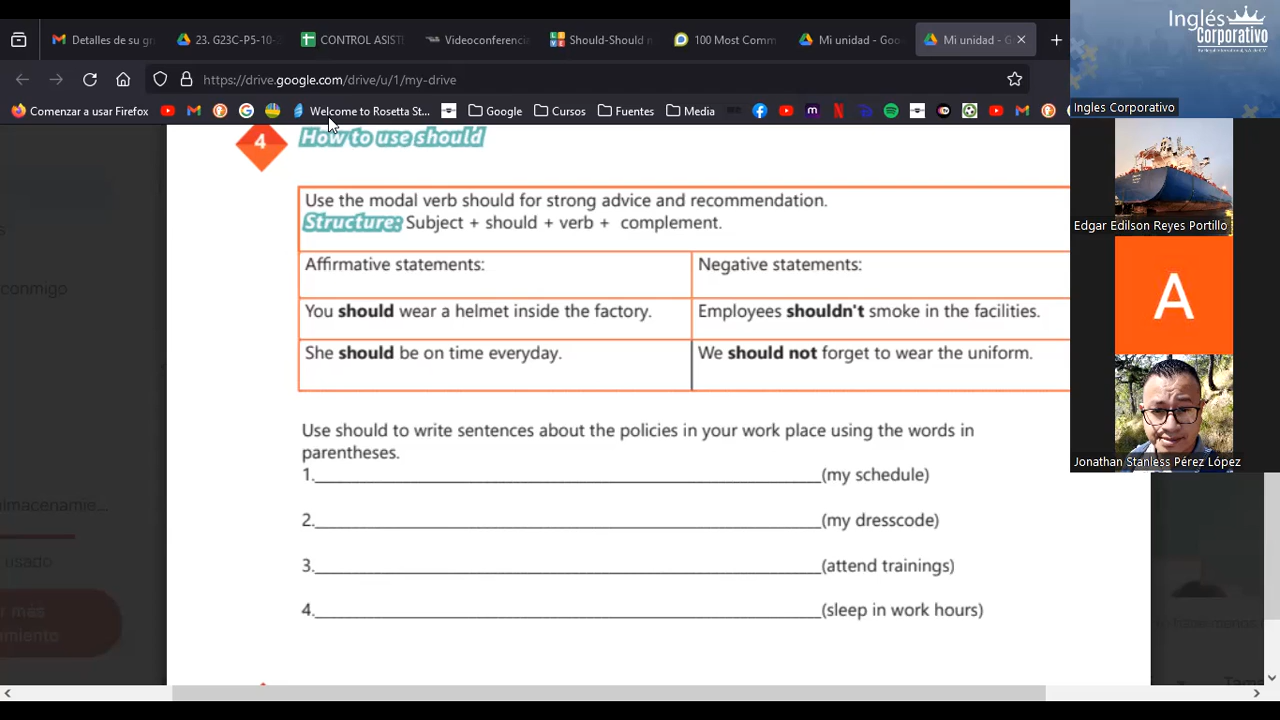 Detalles de su gr
23. G23C-P5-10-
CONTROL ASIST
Videoconferenc
Should-Should n
100 Most Comm
Mi unidad - Goo
Mi unidad - G
https://drive.google.com/drive/u/1/my-drive
Comenzar a usar Firefox
Welcome to Rosetta St...
Google
Cursos
Fuentes
Media
Inglés
Corporativo
Ingles Corporativo
4
How to use should
Use the modal verb should for strong advice and recommendation.
Structure: Subject + should + verb + complement.
Affirmative statements:
Negative statements:
You should wear a helmet inside the factory.
Employees shouldn't smoke in the facilities.
She should be on time everyday.
We should not forget to wear the uniform.
Use should to write sentences about the policies in your work place using the words in
parentheses.
1.______(my schedule)
2.______(my dresscode)
3.______(attend trainings)
4.______(sleep in work hours)
Edgar Edilson Reyes Portillo
A
Jonathan Stanless Pérez López
conmigo
lmacenamie...